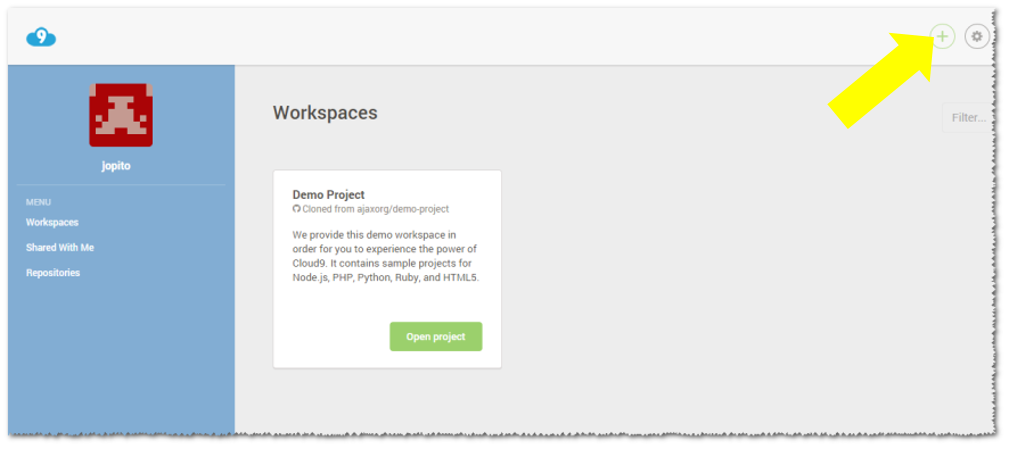 9
Workspaces
Filter...
jopito
MENU
Workspaces
Shared With Me
Repositories
Demo Project
Cloned from ajaxorg/demo-project
We provide this demo workspace in
order for you to experience the power of
Cloud9. It contains sample projects for
Node.js, PHP, Python, Ruby, and HTML5.
Open project